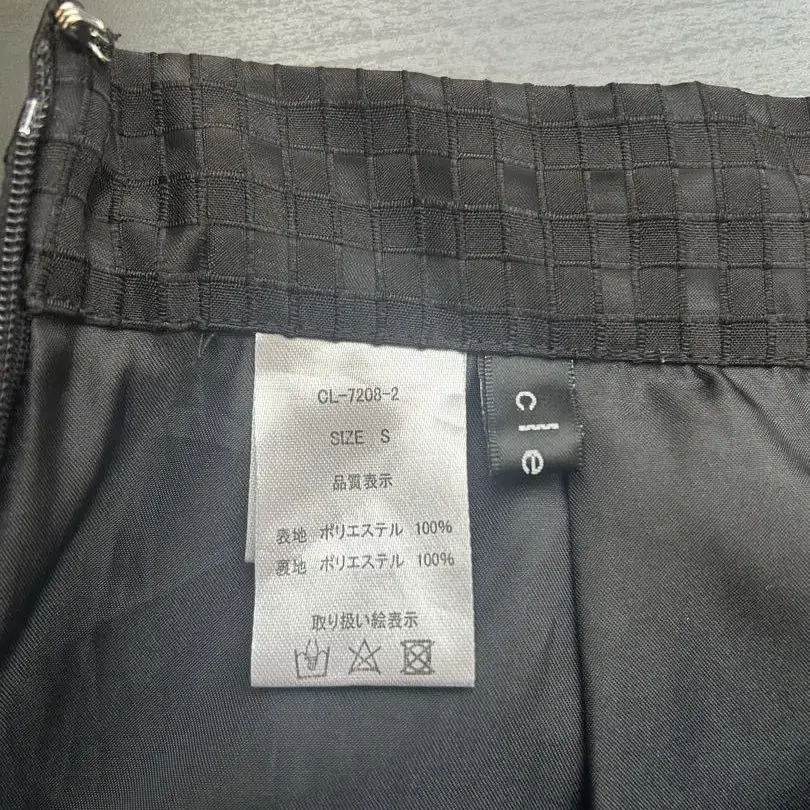 CL-7208-2
SIZE S
品質表示
表地 ポリエステル 100%
裏地 ポリエステル 100%
取り扱い絵表示
clle